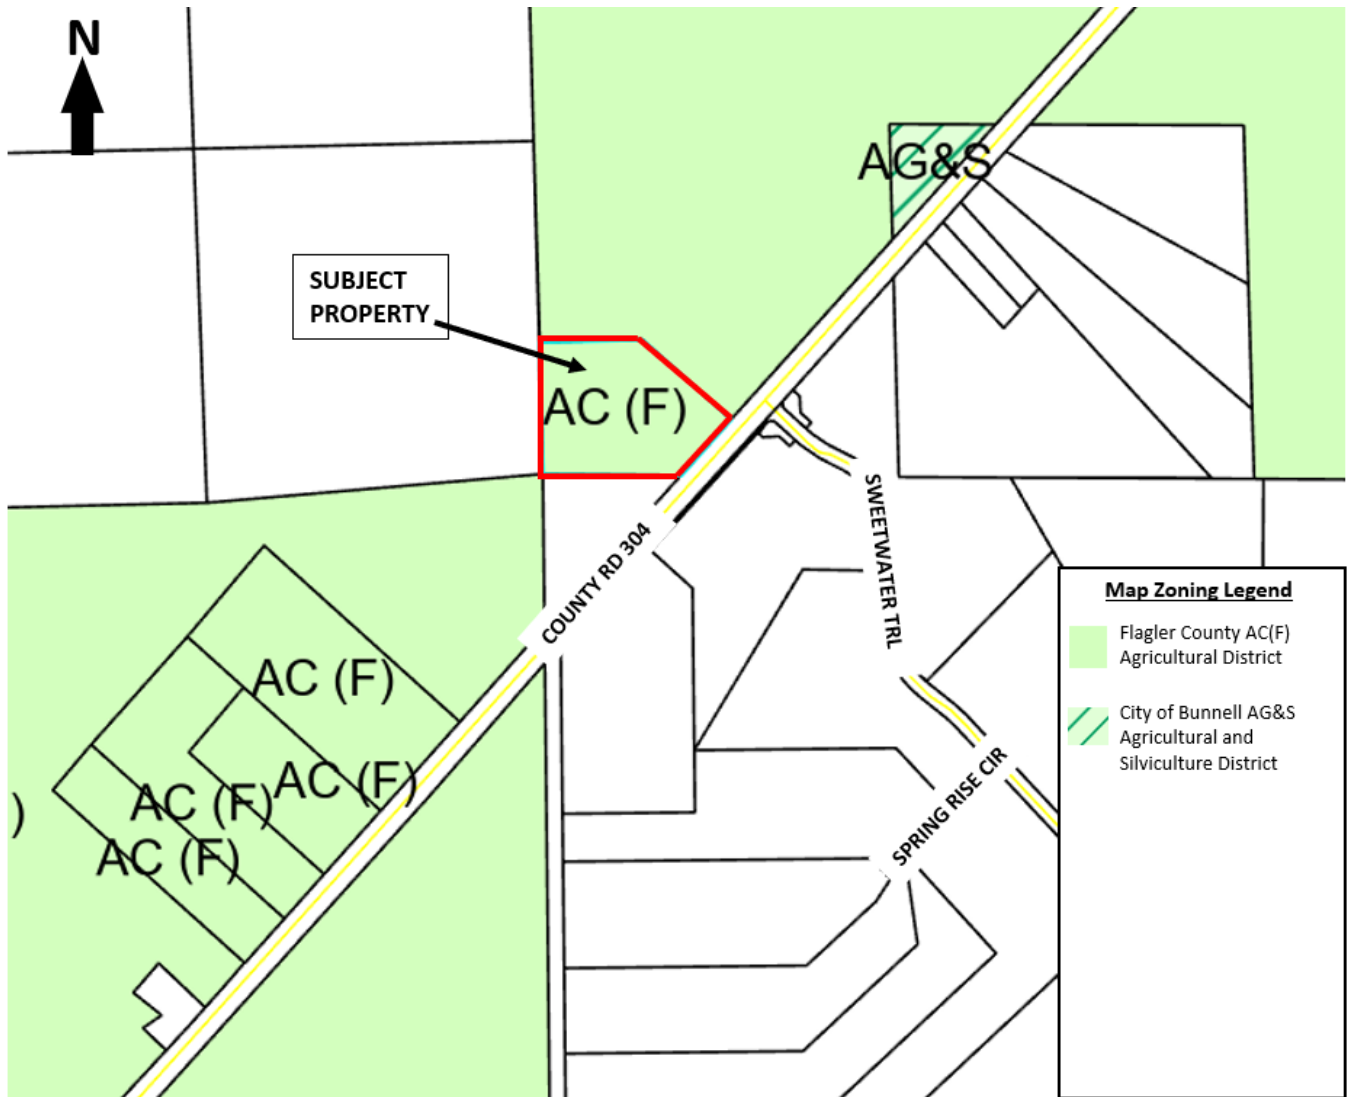 N
AG&S
SUBJECT
PROPERTY
AC (F)
SWEETWATER TRL
COUNTY RD 304
Map Zoning Legend
Flagler County AC(F)
Agricultural District
City of Bunnell AG&S
Agricultural and
Silviculture District
AC (F)
AC (F)
AC (F)
AC (F)
)
SPRING RISE CIR